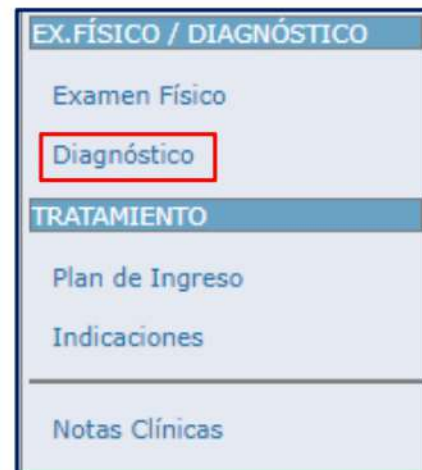 EX.FÍSICO / DIAGNÓSTICO
Examen Físico
Diagnóstico
TRATAMIENTO
Plan de Ingreso
Indicaciones
Notas Clínicas